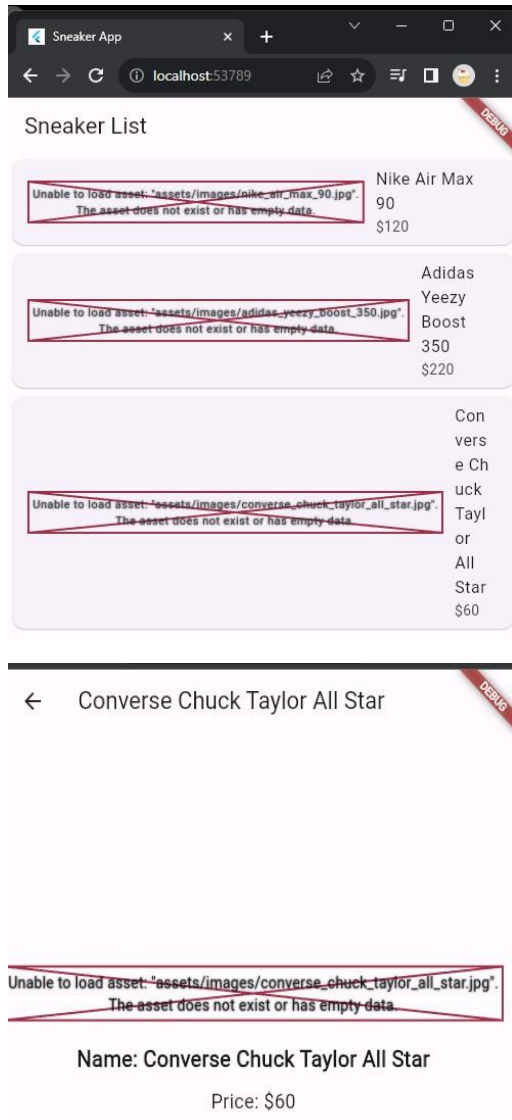 Sneaker App
localhost:53789
DEBUG
Sneaker List
Unable to load asset: "assets/images/nike_air_max_90.jpg".
The asset does not exist or has empty data.
Nike Air Max
90
$120
Unable to load asset: "assets/images/adidas_yeezy_boost_350.jpg".
The asset does not exist or has empty data.
Adidas
Yeezy
Boost
350
$220
Unable to load asset: "assets/images/converse_chuck_taylor_all_star.jpg".
The asset does not exist or has empty data.
Con
vers
e Ch
uck
Tayl
or
All
Star
$60
Converse Chuck Taylor All Star
DEBUG
Unable to load asset: "assets/images/converse_chuck_taylor_all_star.jpg".
The asset does not exist or has empty data.
Name: Converse Chuck Taylor All Star
Price: $60